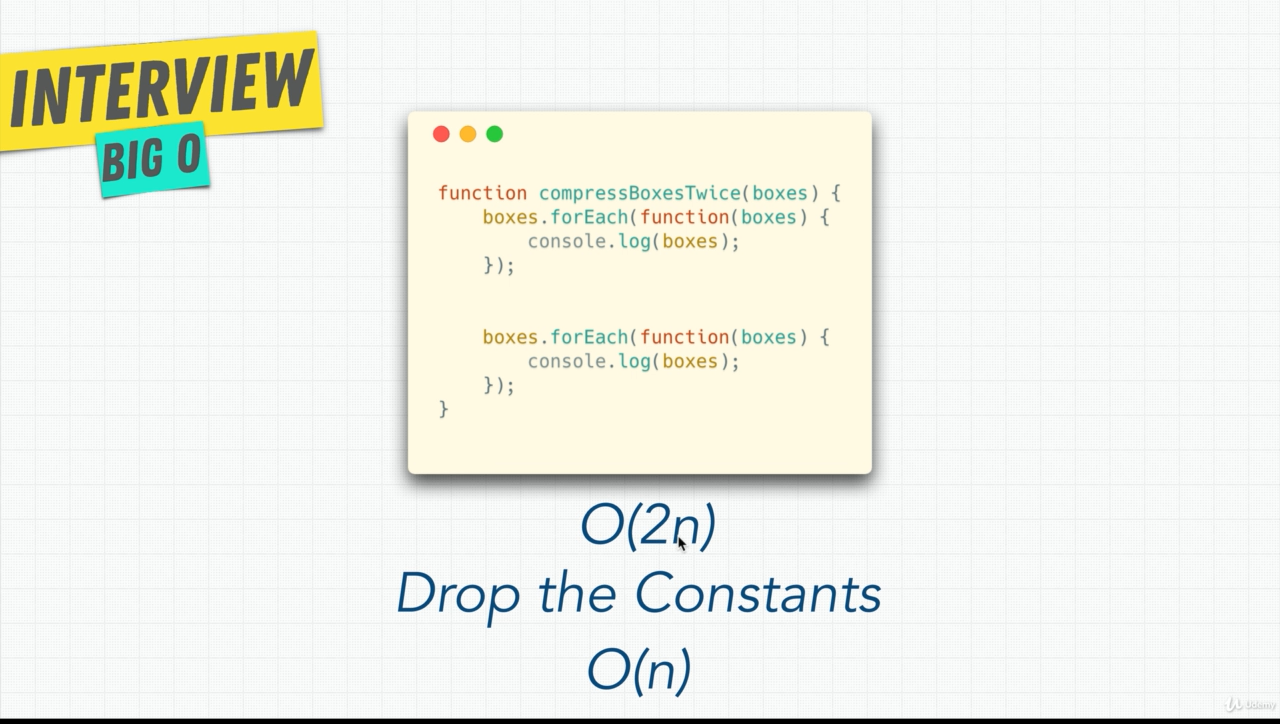 INTERVIEW
BIG O
function compressBoxesTwice(boxes) {
    boxes.forEach(function(boxes) {
        console.log(boxes);
    });
    boxes.forEach(function(boxes) {
        console.log(boxes);
    });
}
O(2n)
Drop the Constants
O(n)
Udemy